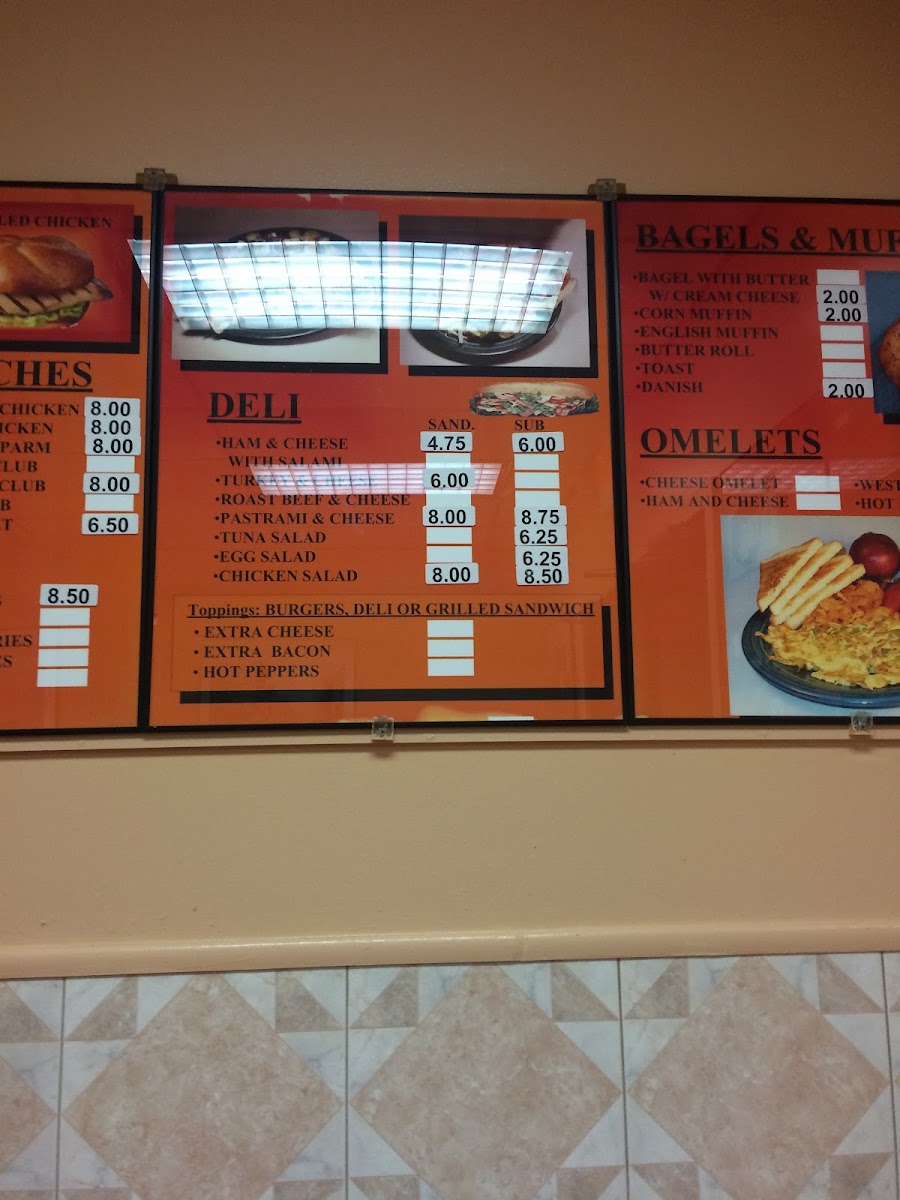 LED CHICKEN
CHES
CHICKEN 8.00
ICKEN 8.00
PARM 8.00
CLUB
CLUB 8.00
B
T 6.50
8.50
RIES
ES
DELI
SAND. SUB
•HAM & CHEESE 4.75 6.00
WITH SALAMI
•TURKEY & CHEESE 6.00
•ROAST BEEF & CHEESE
•PASTRAMI & CHEESE 8.00 8.75
•TUNA SALAD 6.25
•EGG SALAD 6.25
•CHICKEN SALAD 8.00 8.50
Toppings: BURGERS, DELI OR GRILLED SANDWICH
• EXTRA CHEESE
• EXTRA BACON
• HOT PEPPERS
BAGELS & MUF
•BAGEL WITH BUTTER
W/ CREAM CHEESE 2.00
•CORN MUFFIN 2.00
•ENGLISH MUFFIN
•BUTTER ROLL
•TOAST
•DANISH 2.00
OMELETS
•CHEESE OMELET •WEST
•HAM AND CHEESE •HOT